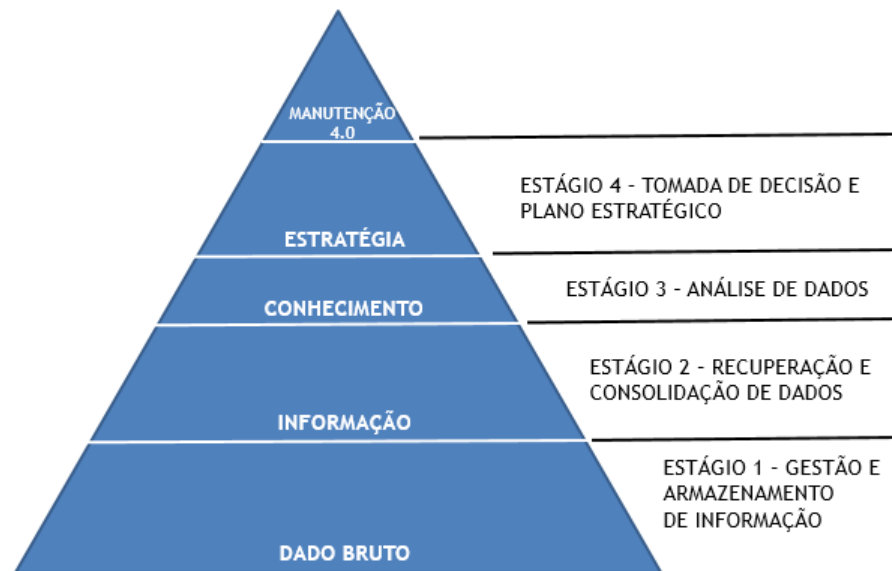 MANUTENÇÃO
4.0
ESTÁGIO 4 – TOMADA DE DECISÃO E
PLANO ESTRATÉGICO
ESTRATÉGIA
ESTÁGIO 3 – ANÁLISE DE DADOS
CONHECIMENTO
ESTÁGIO 2 – RECUPERAÇÃO E
CONSOLIDAÇÃO DE DADOS
INFORMAÇÃO
ESTÁGIO 1 – GESTÃO E
ARMAZENAMENTO
DE INFORMAÇÃO
DADO BRUTO